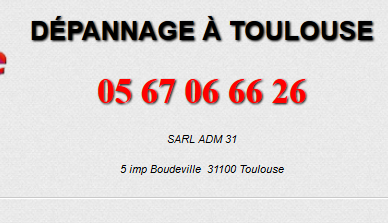 DÉPANNAGE À TOULOUSE
05 67 06 66 26
SARL ADM 31
5 imp Boudeville 31100 Toulouse